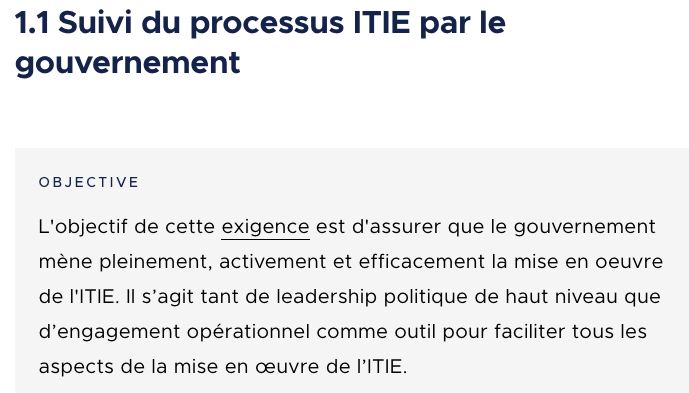 1.1 Suivi du processus ITIE par le
gouvernement
OBJECTIVE
L'objectif de cette exigence est d'assurer que le gouvernement
mène pleinement, activement et efficacement la mise en oeuvre
de l'ITIE. Il s’agit tant de leadership politique de haut niveau que
d’engagement opérationnel comme outil pour faciliter tous les
aspects de la mise en œuvre de l’ITIE.